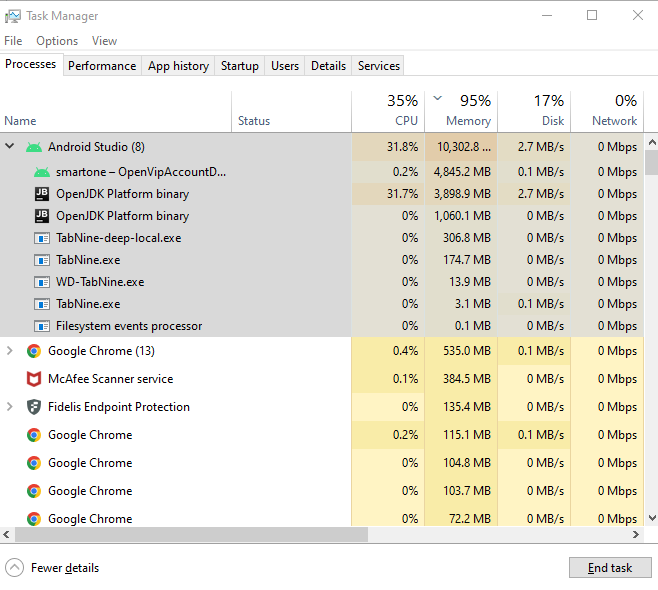 Task Manager
File Options View
Processes Performance App history Startup Users Details Services
35% 95% 17% 0%
Name Status CPU Memory Disk Network
Android Studio (8) 31.8% 10,302.8 ... 2.7 MB/s 0 Mbps
smartone – OpenVipAccountD... 0.2% 4,845.2 MB 0.1 MB/s 0 Mbps
JB OpenJDK Platform binary 31.7% 3,898.9 MB 2.7 MB/s 0 Mbps
JB OpenJDK Platform binary 0% 1,060.1 MB 0 MB/s 0 Mbps
TabNine-deep-local.exe 0% 306.8 MB 0 MB/s 0 Mbps
TabNine.exe 0% 174.7 MB 0 MB/s 0 Mbps
WD-TabNine.exe 0% 13.9 MB 0 MB/s 0 Mbps
TabNine.exe 0% 3.1 MB 0.1 MB/s 0 Mbps
Filesystem events processor 0% 0.1 MB 0 MB/s 0 Mbps
Google Chrome (13) 0.4% 535.0 MB 0.1 MB/s 0 Mbps
McAfee Scanner service 0.1% 384.5 MB 0 MB/s 0 Mbps
Fidelis Endpoint Protection 0% 135.4 MB 0 MB/s 0 Mbps
Google Chrome 0.2% 115.1 MB 0.1 MB/s 0 Mbps
Google Chrome 0% 104.8 MB 0 MB/s 0 Mbps
Google Chrome 0% 103.7 MB 0 MB/s 0 Mbps
Google Chrome 0% 72.2 MB 0 MB/s 0 Mbps
Fewer details End task